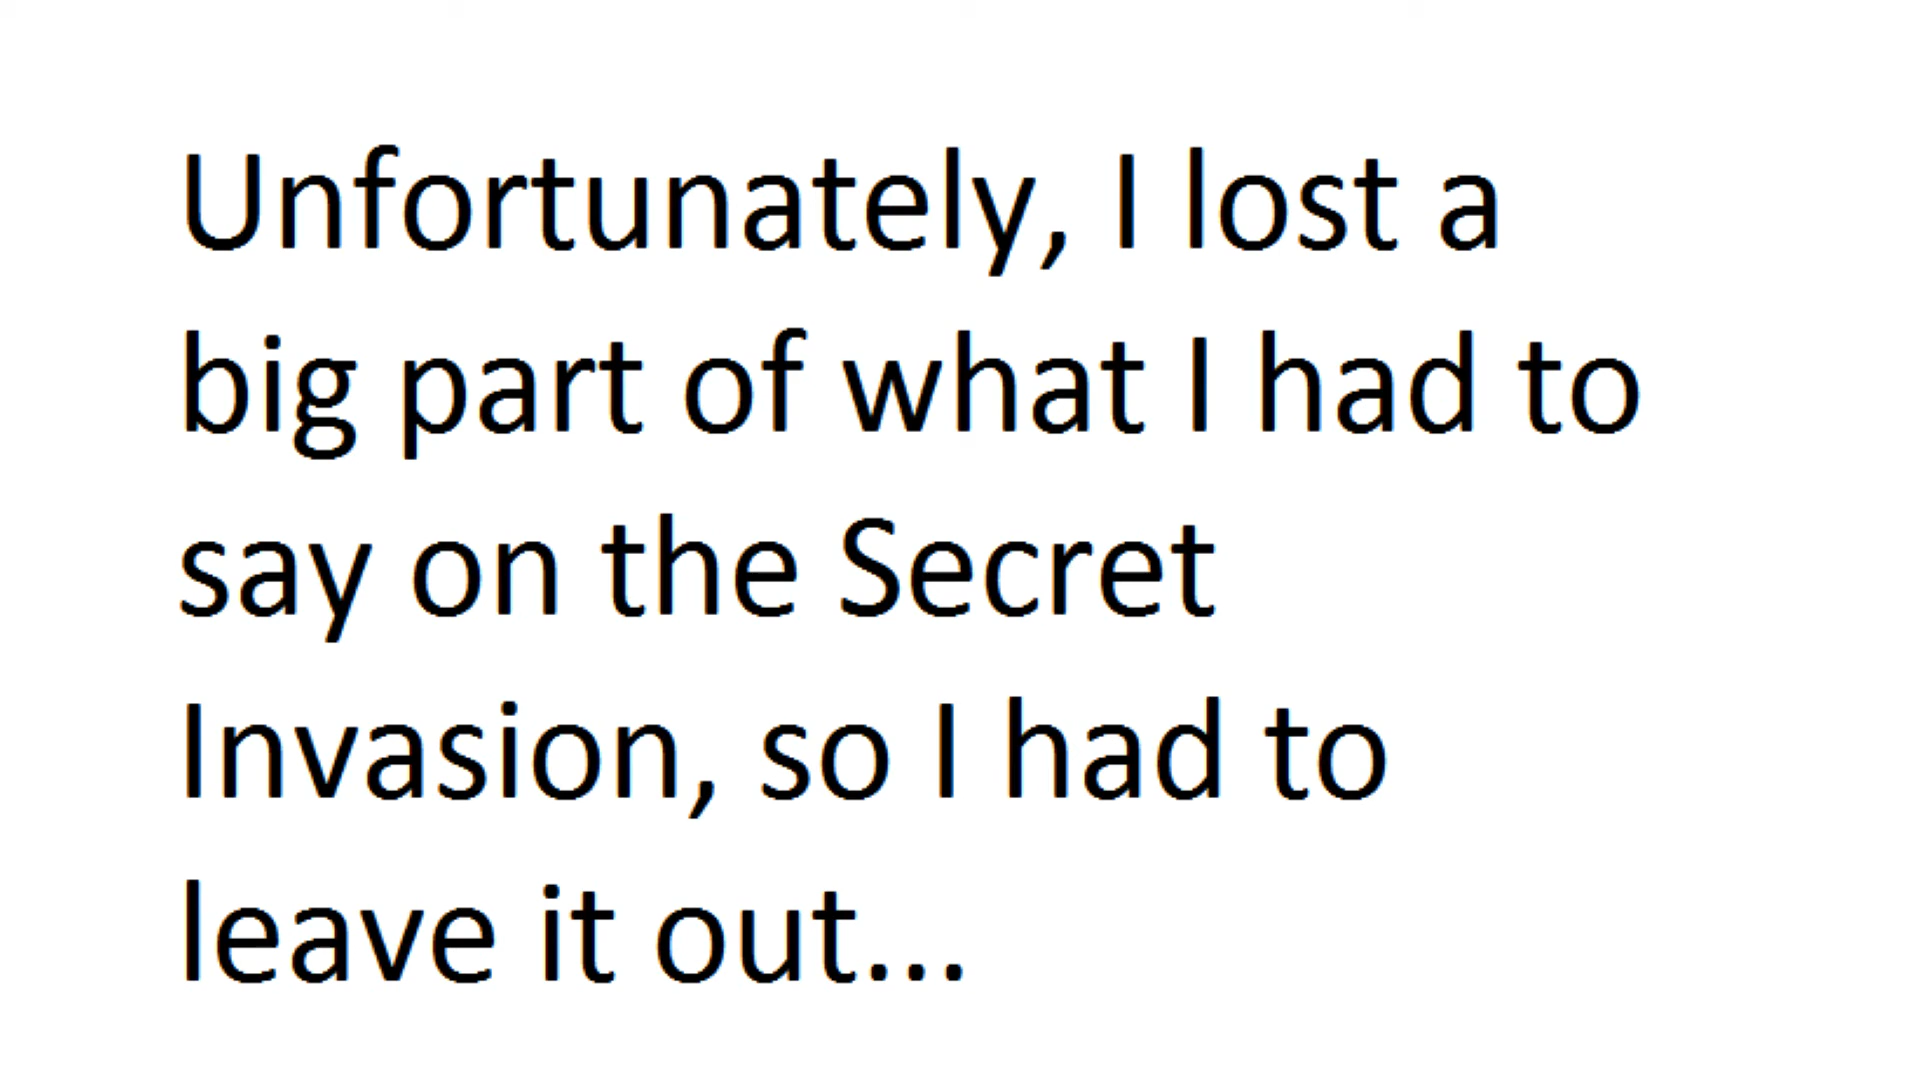 Unfortunately, I lost a
big part of what I had to
say on the Secret
Invasion, so I had to
leave it out...